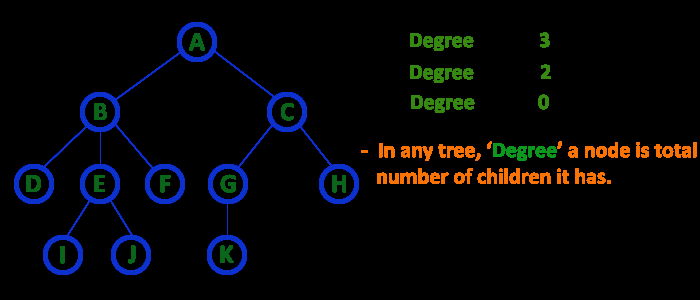 A
B
C
D
E
F
G
H
I
J
K
Degree 3
Degree 2
Degree 0
- In any tree, ‘Degree’ a node is total
number of children it has.